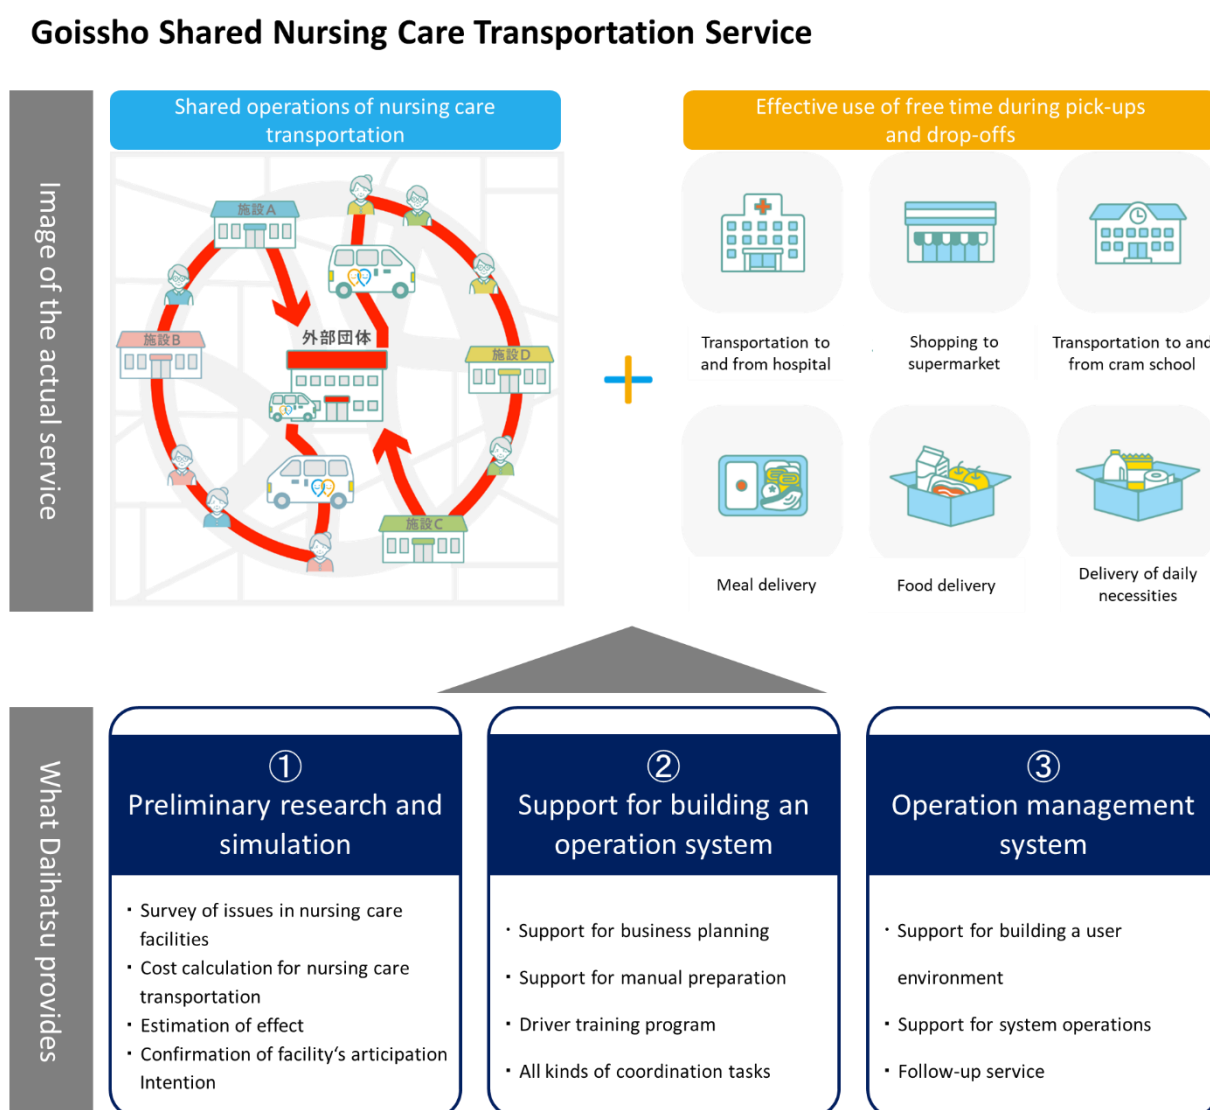 Goissho Shared Nursing Care Transportation Service
Image of the actual service
Shared operations of nursing care
transportation
施設A
施設B
外部団体
施設D
施設C
Effective use of free time during pick-ups
and drop-offs
Transportation to
and from hospital
Shopping to
supermarket
Transportation to and
from cram school
Meal delivery
Food delivery
Delivery of daily
necessities
What Daihatsu provides
①
Preliminary research and
simulation
・Survey of issues in nursing care
facilities
・Cost calculation for nursing care
transportation
・Estimation of effect
・Confirmation of facility‘s articipation
Intention
②
Support for building an
operation system
・Support for business planning
・Support for manual preparation
・Driver training program
・All kinds of coordination tasks
③
Operation management
system
・Support for building a user
environment
・Support for system operations
・Follow-up service